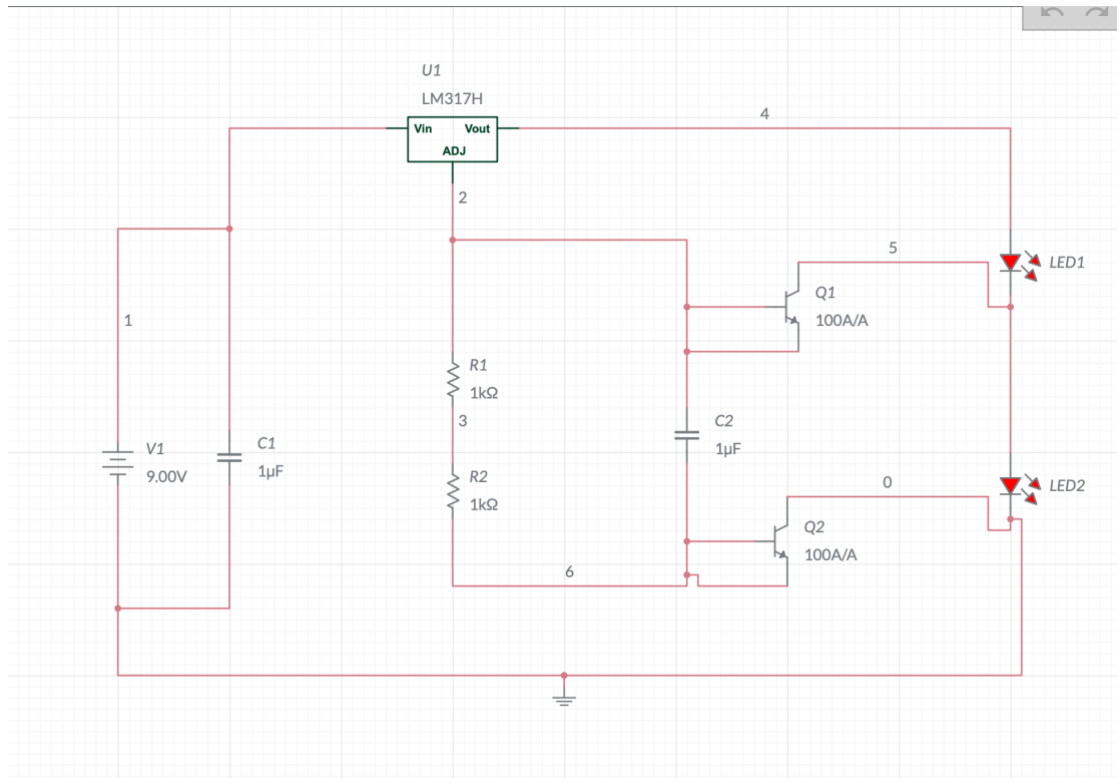 U1
LM317H
Vin Vout
ADJ
4
2
5
LED1
Q1
100A/A
1
R1
1kΩ
3
C2
1µF
V1
9.00V
C1
1µF
R2
1kΩ
0
LED2
Q2
100A/A
6